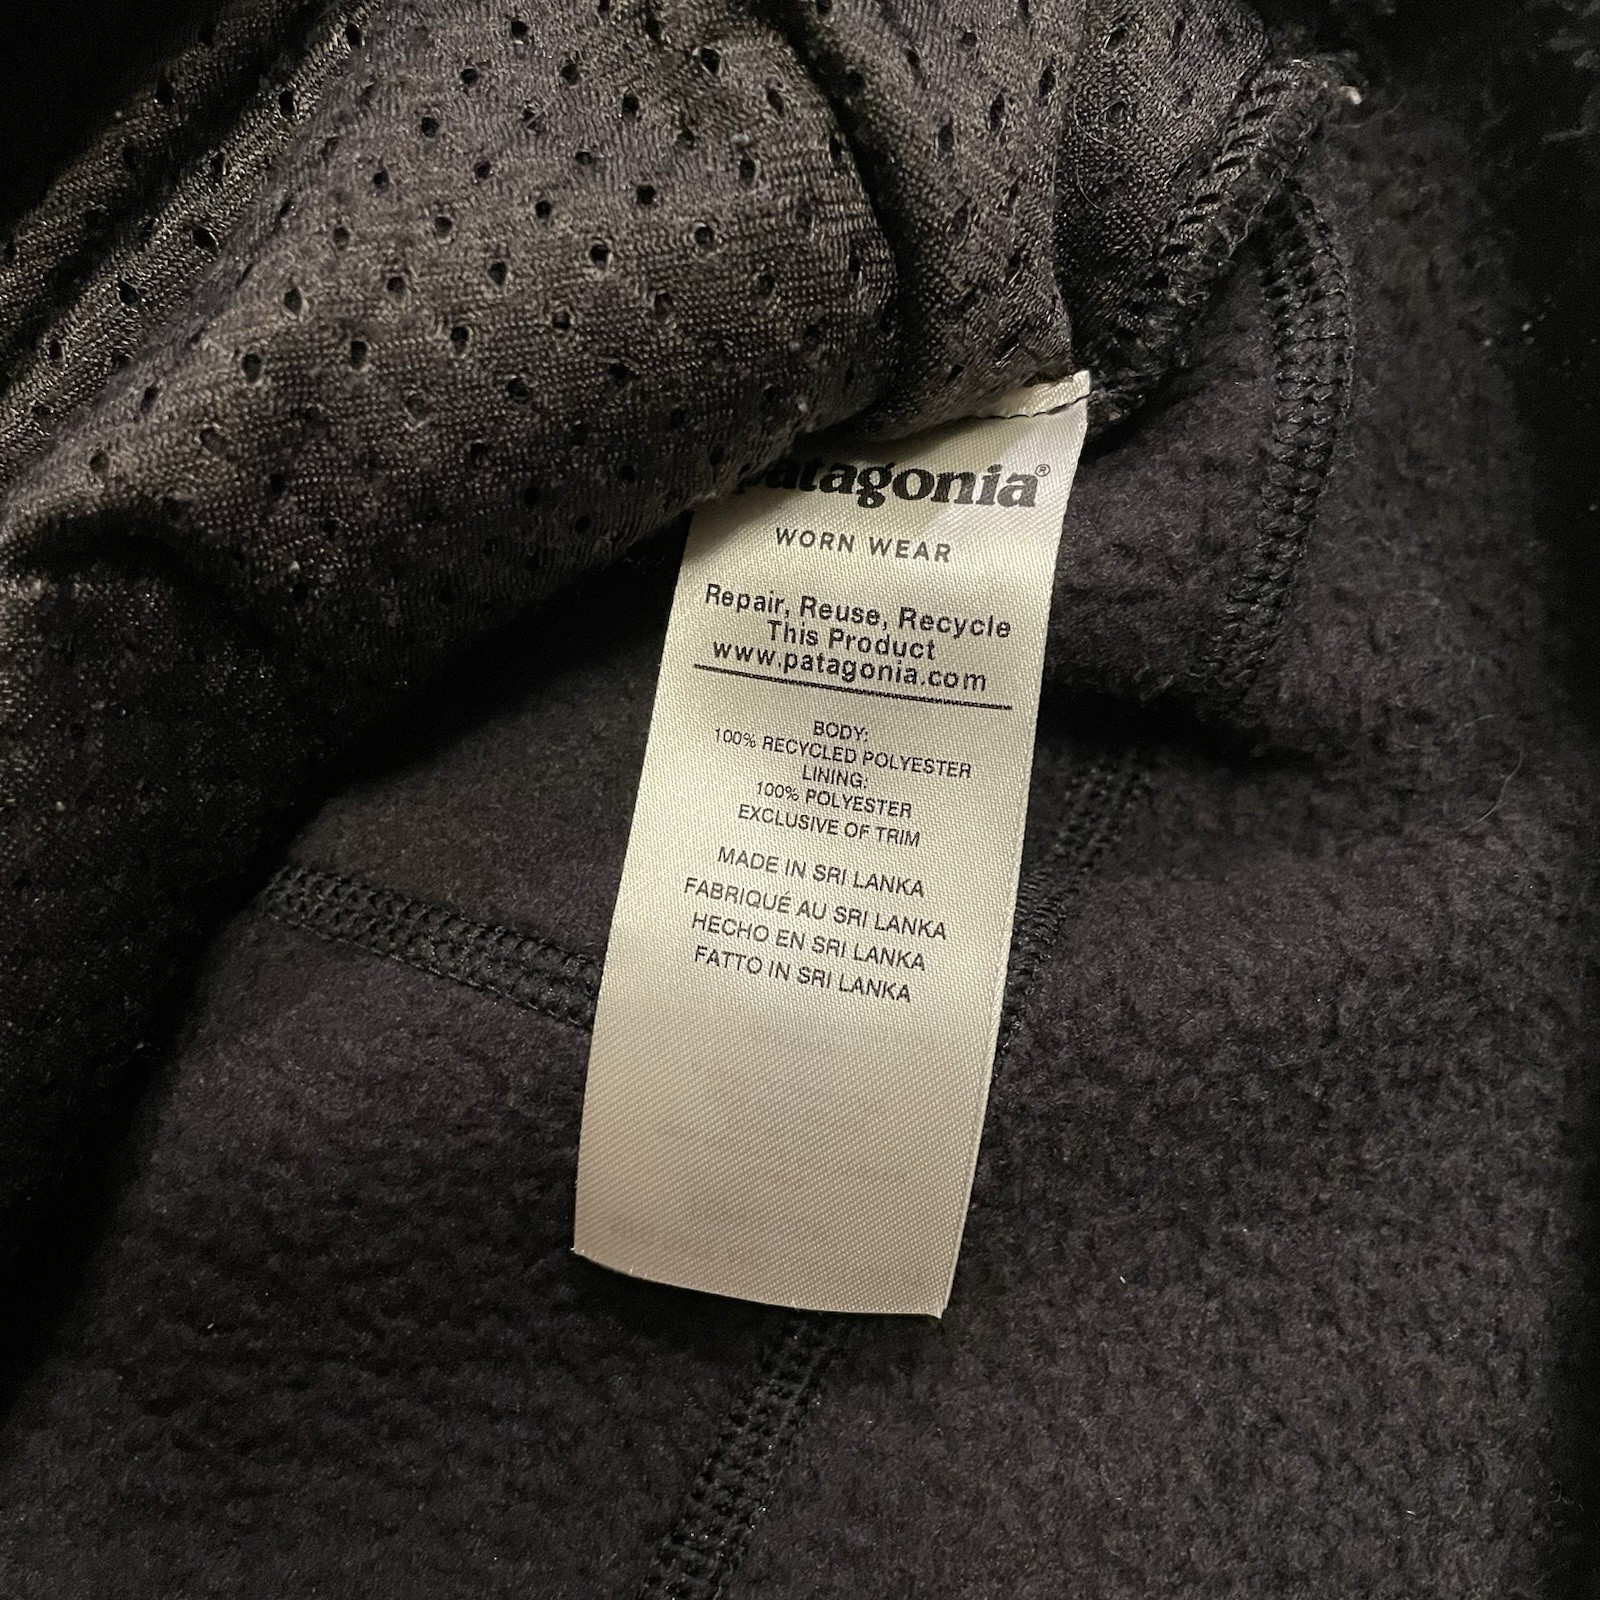 patagonia®
WORN WEAR
Repair, Reuse, Recycle
This Product
www.patagonia.com
BODY:
100% RECYCLED POLYESTER
LINING:
100% POLYESTER
EXCLUSIVE OF TRIM
MADE IN SRI LANKA
FABRIQUÉ AU SRI LANKA
HECHO EN SRI LANKA
FATTO IN SRI LANKA